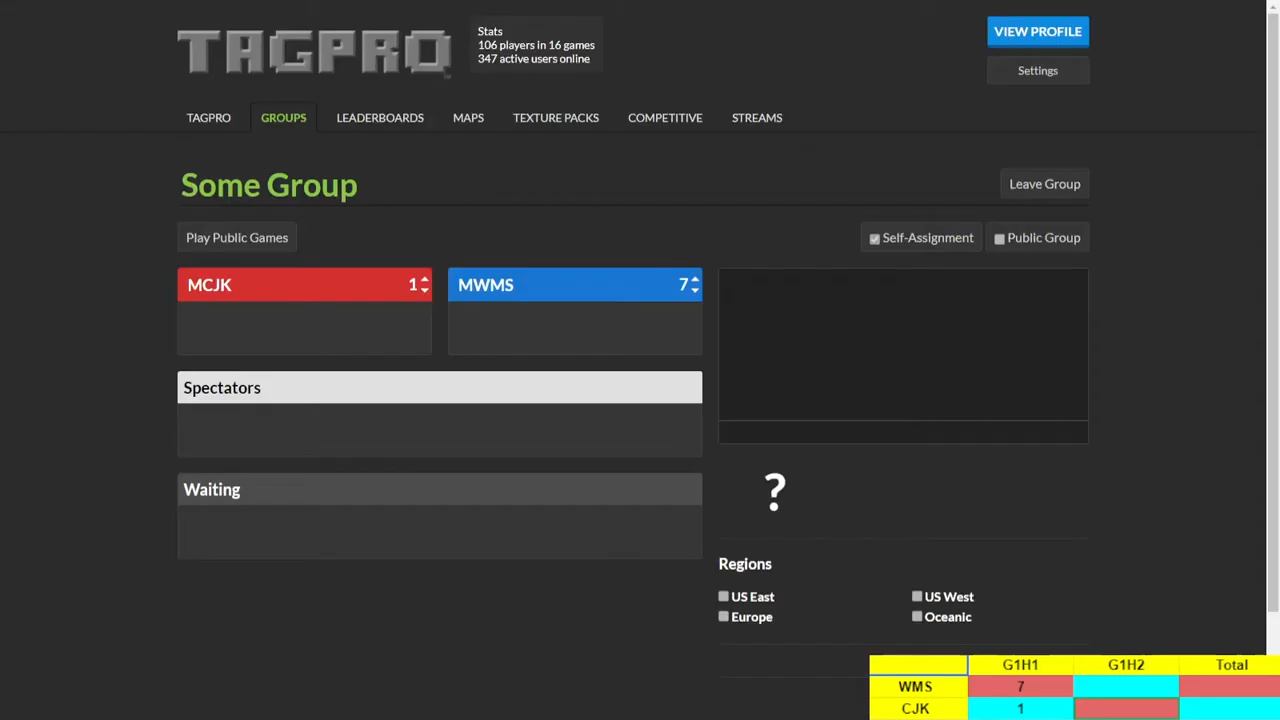 TAGPRO
Stats
106 players in 16 games
347 active users online
VIEW PROFILE
Settings
TAGPRO GROUPS LEADERBOARDS MAPS TEXTURE PACKS COMPETITIVE STREAMS
Some Group
Leave Group
Play Public Games
Self-Assignment
Public Group
MCJK 1
MWMS 7
Spectators
Waiting
?
Regions
US East
US West
Europe
Oceanic
G1H1 G1H2 Total
WMS 7
CJK 1